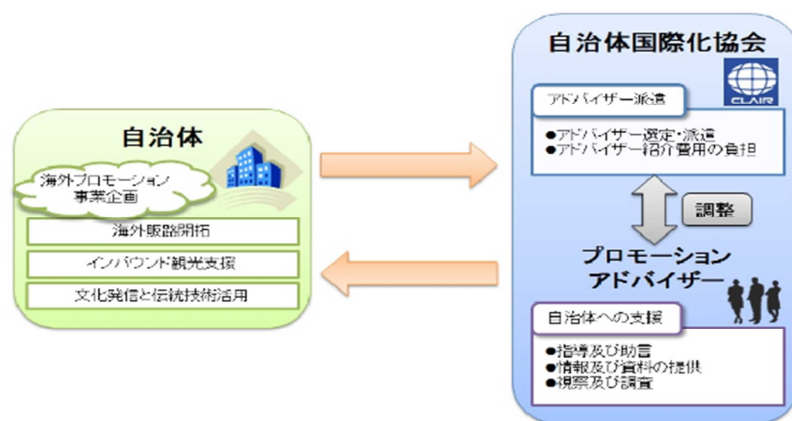 自治体
海外プロモーション
事業企画
海外販路開拓
インバウンド観光支援
文化発信と伝統技術活用
自治体国際化協会
CLAIR
アドバイザー派遣
●アドバイザー選定・派遣
●アドバイザー紹介費用の負担
調整
プロモーション
アドバイザー
自治体への支援
●指導及び助言
●情報及び資料の提供
●視察及び調査